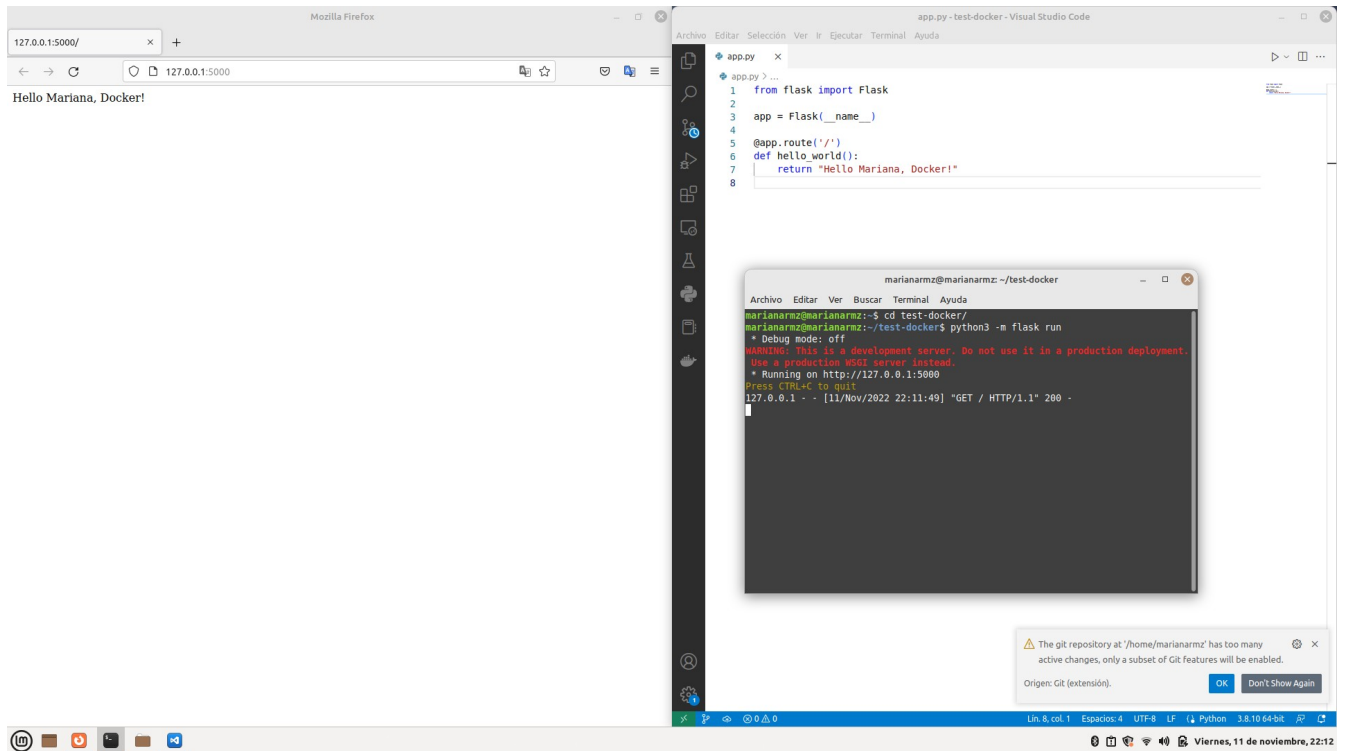 Mozilla Firefox
127.0.0.1:5000/
127.0.0.1:5000
Hello Mariana, Docker!
app.py - test-docker - Visual Studio Code
Archivo Editar Selección Ver Ir Ejecutar Terminal Ayuda
app.py
app.py > ...
1 from flask import Flask
2
3 app = Flask(__name__)
4
5 @app.route('/')
6 def hello_world():
7 return "Hello Mariana, Docker!"
8
marianarmz@marianarmz: ~/test-docker
Archivo Editar Ver Buscar Terminal Ayuda
marianarmz@marianarmz:~$ cd test-docker/
marianarmz@marianarmz:~/test-docker$ python3 -m flask run
* Debug mode: off
WARNING: This is a development server. Do not use it in a production deployment.
Use a production WSGI server instead.
* Running on http://127.0.0.1:5000
Press CTRL+C to quit
127.0.0.1 - - [11/Nov/2022 22:11:49] "GET / HTTP/1.1" 200 -
The git repository at '/home/marianarmz' has too many
active changes, only a subset of Git features will be enabled.
Origen: Git (extensión).
OK Don't Show Again
0 0 Lín. 8, col. 1 Espacios: 4 UTF-8 LF Python 3.8.10 64-bit
Viernes, 11 de noviembre, 22:12